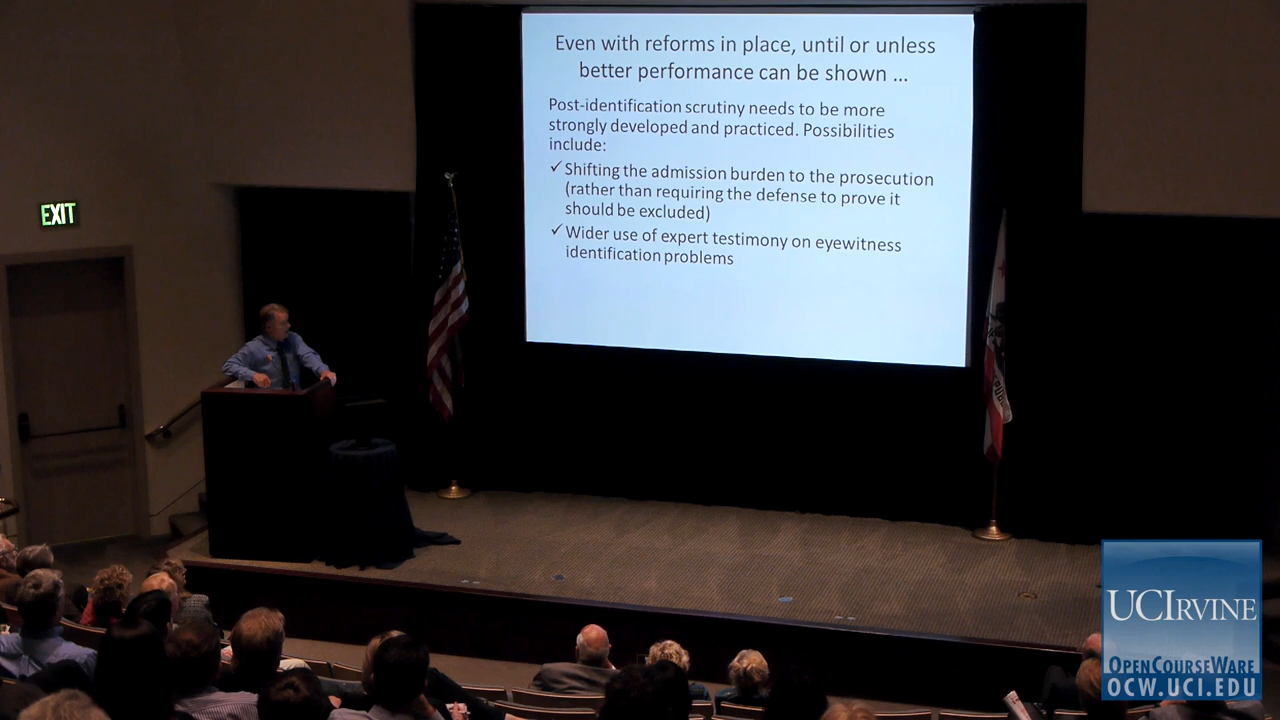 Even with reforms in place, until or unless
better performance can be shown ...
Post-identification scrutiny needs to be more
strongly developed and practiced. Possibilities
include:
✓Shifting the admission burden to the prosecution
(rather than requiring the defense to prove it
should be excluded)
✓Wider use of expert testimony on eyewitness
identification problems
EXIT
UCIRVINE
OPENCOURSEWARE
OCW.UCI.EDU